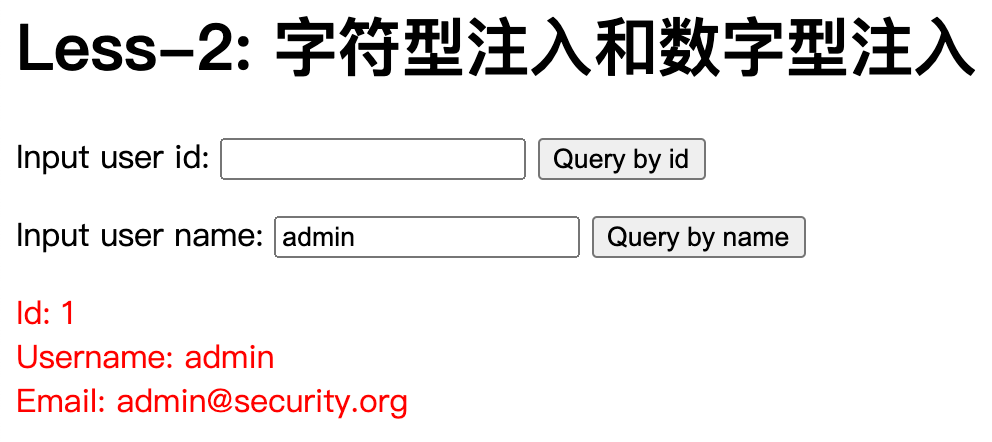 Less-2: 字符型注入和数字型注入
Input user id: Query by id
Input user name: admin Query by name
Id: 1
Username: admin
Email: admin@security.org